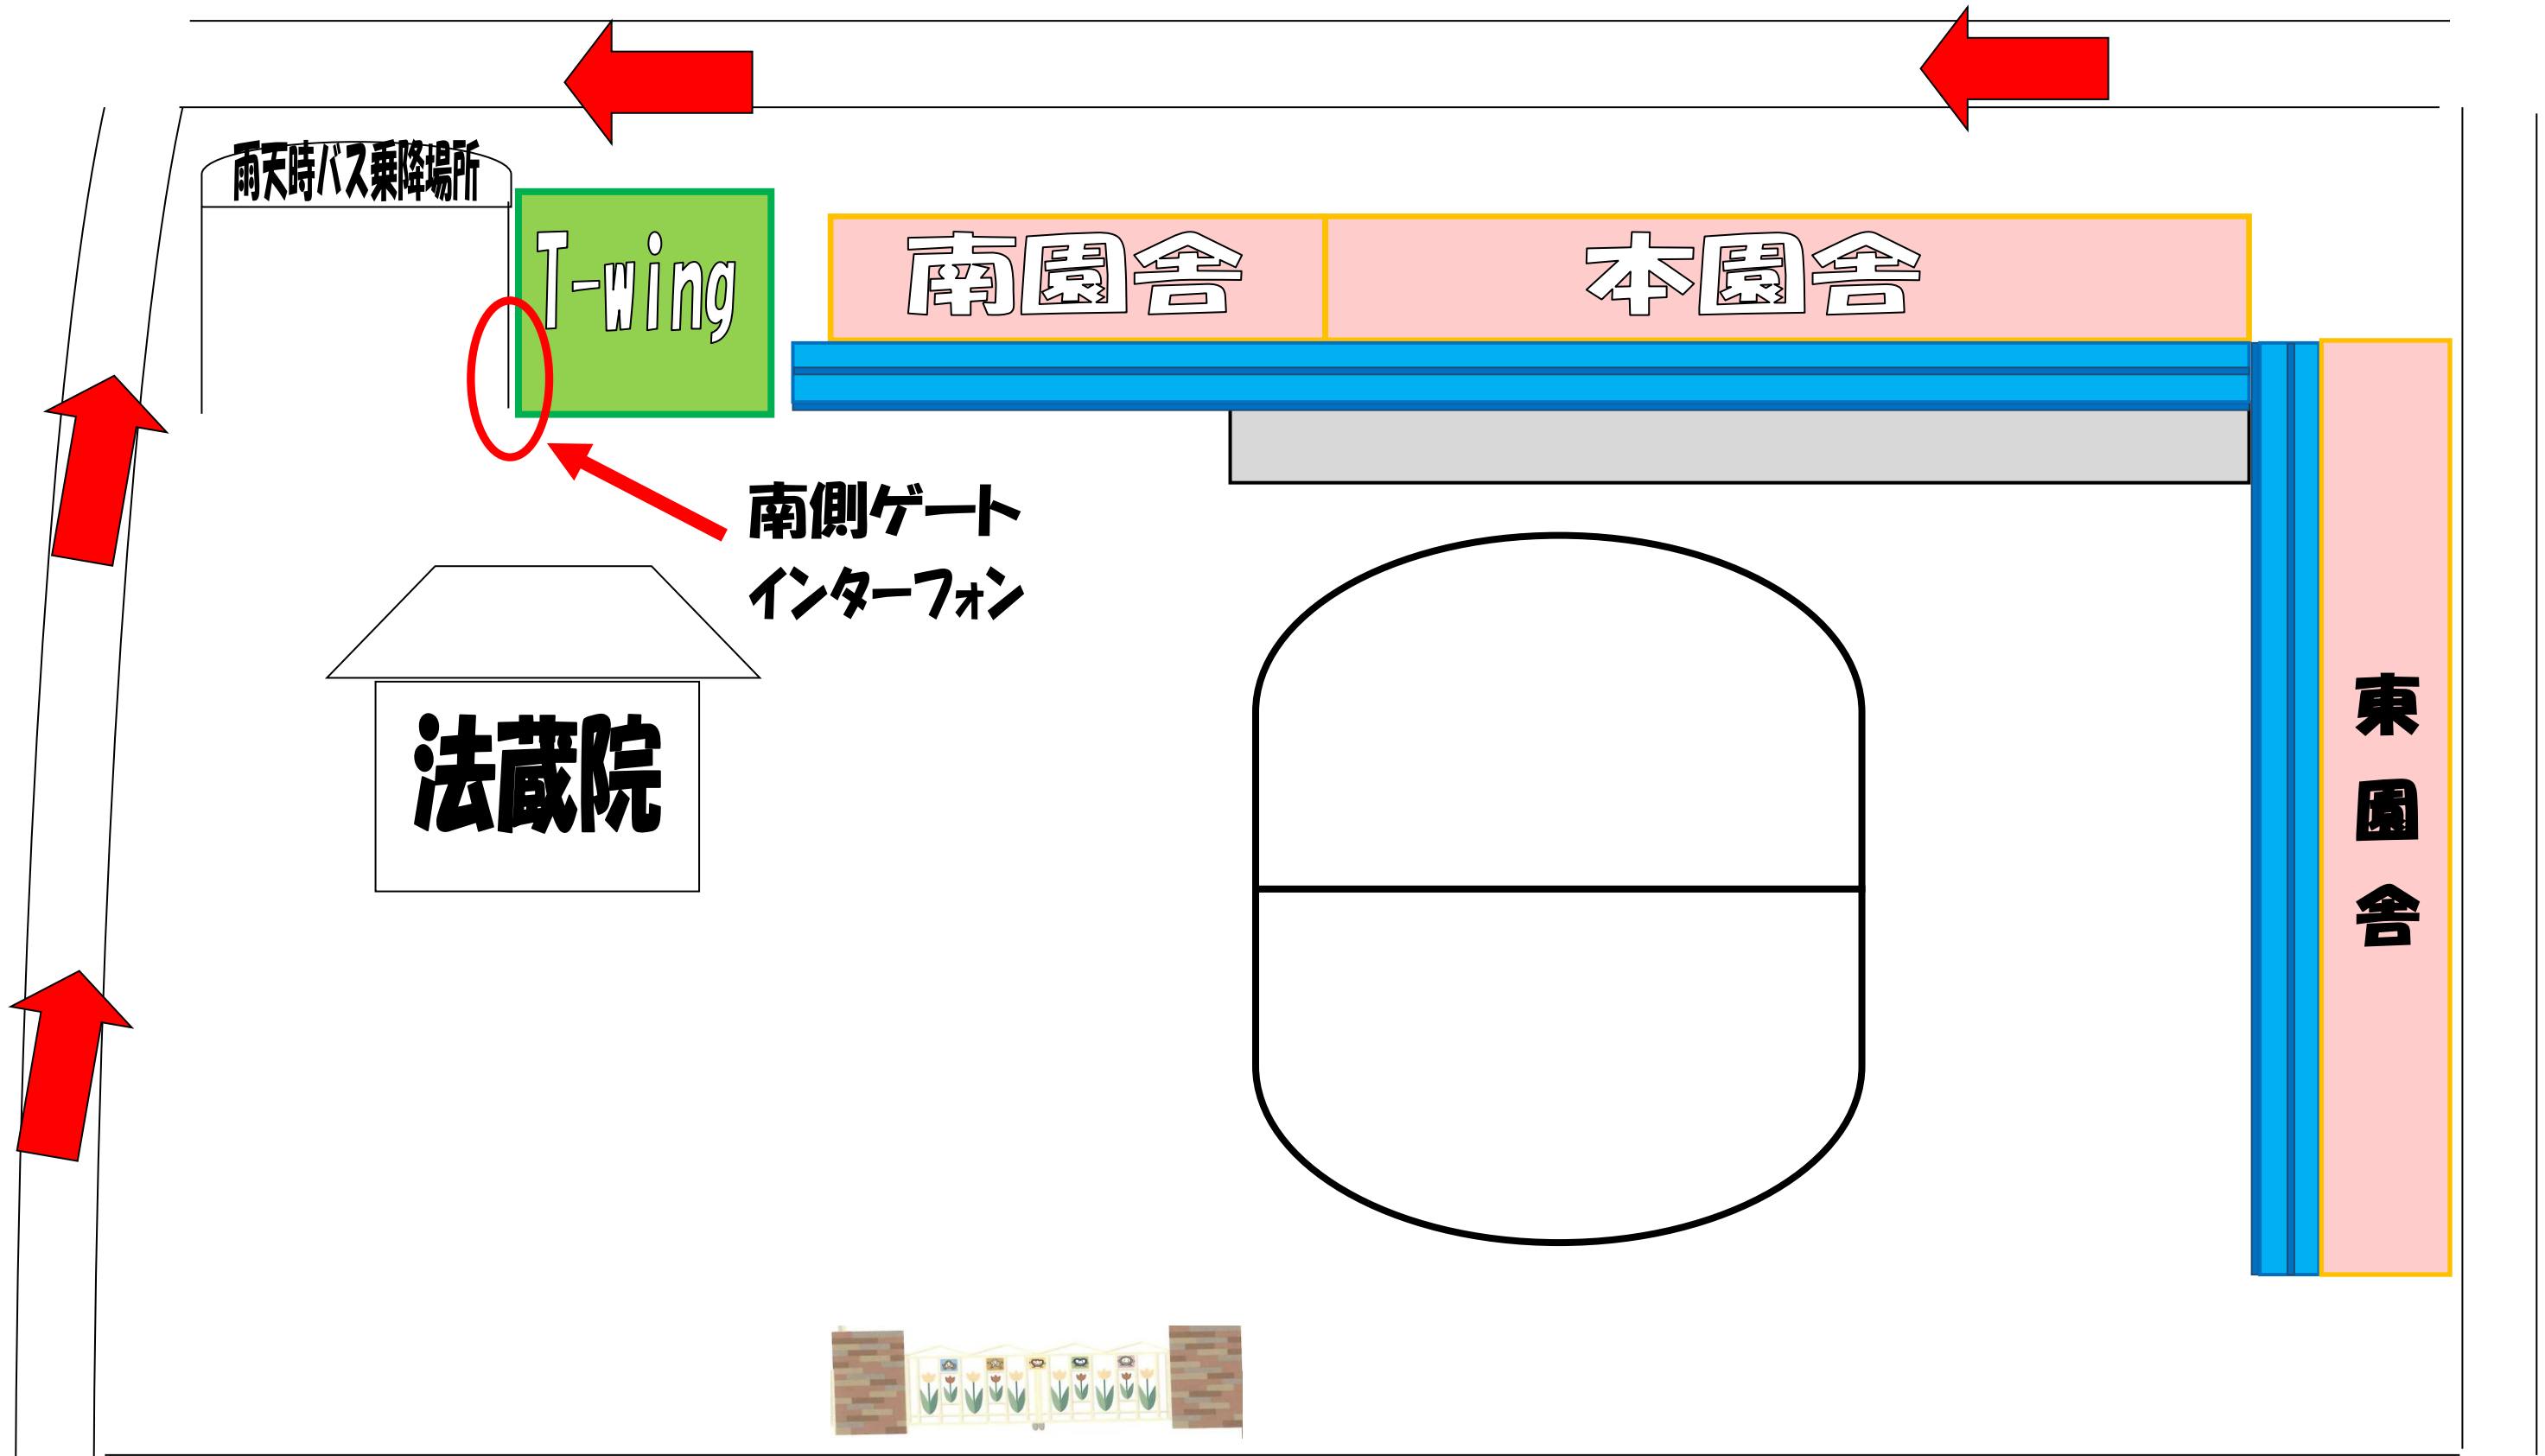 雨天時バス乗降場所
T-wing
南園舎
本園舎
南側ゲート
インターフォン
法蔵院
東園舎